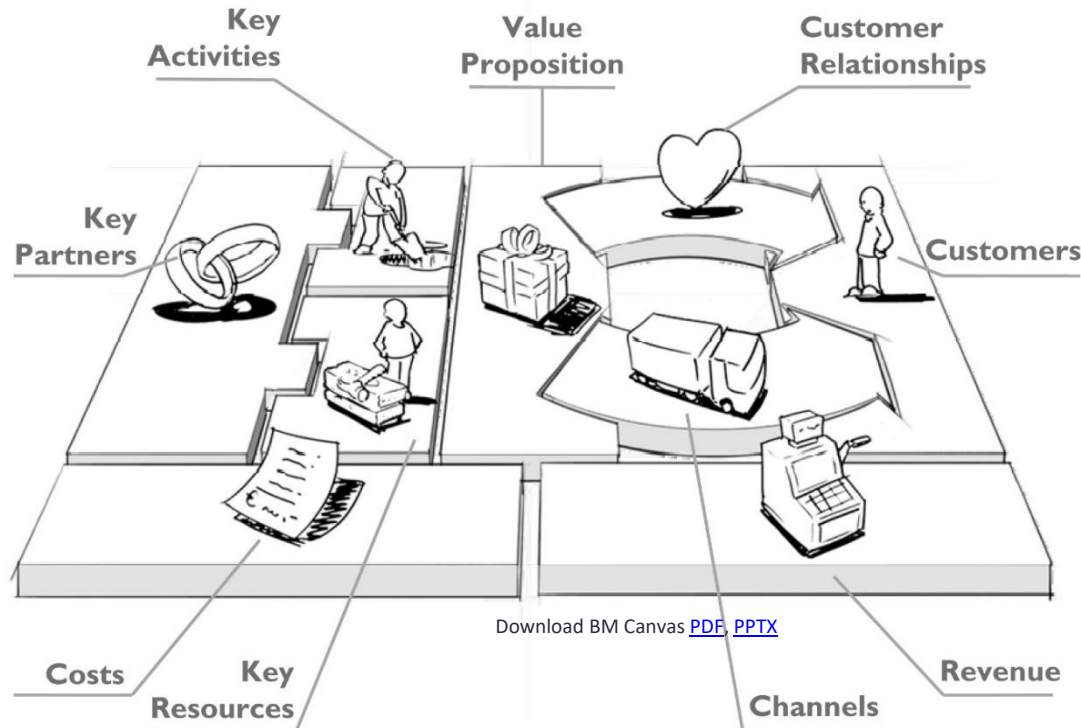 Key
Activities
Value
Proposition
Customer
Relationships
Key
Partners
Customers
Download BM Canvas PDF, PPTX
Costs
Key
Resources
Channels
Revenue